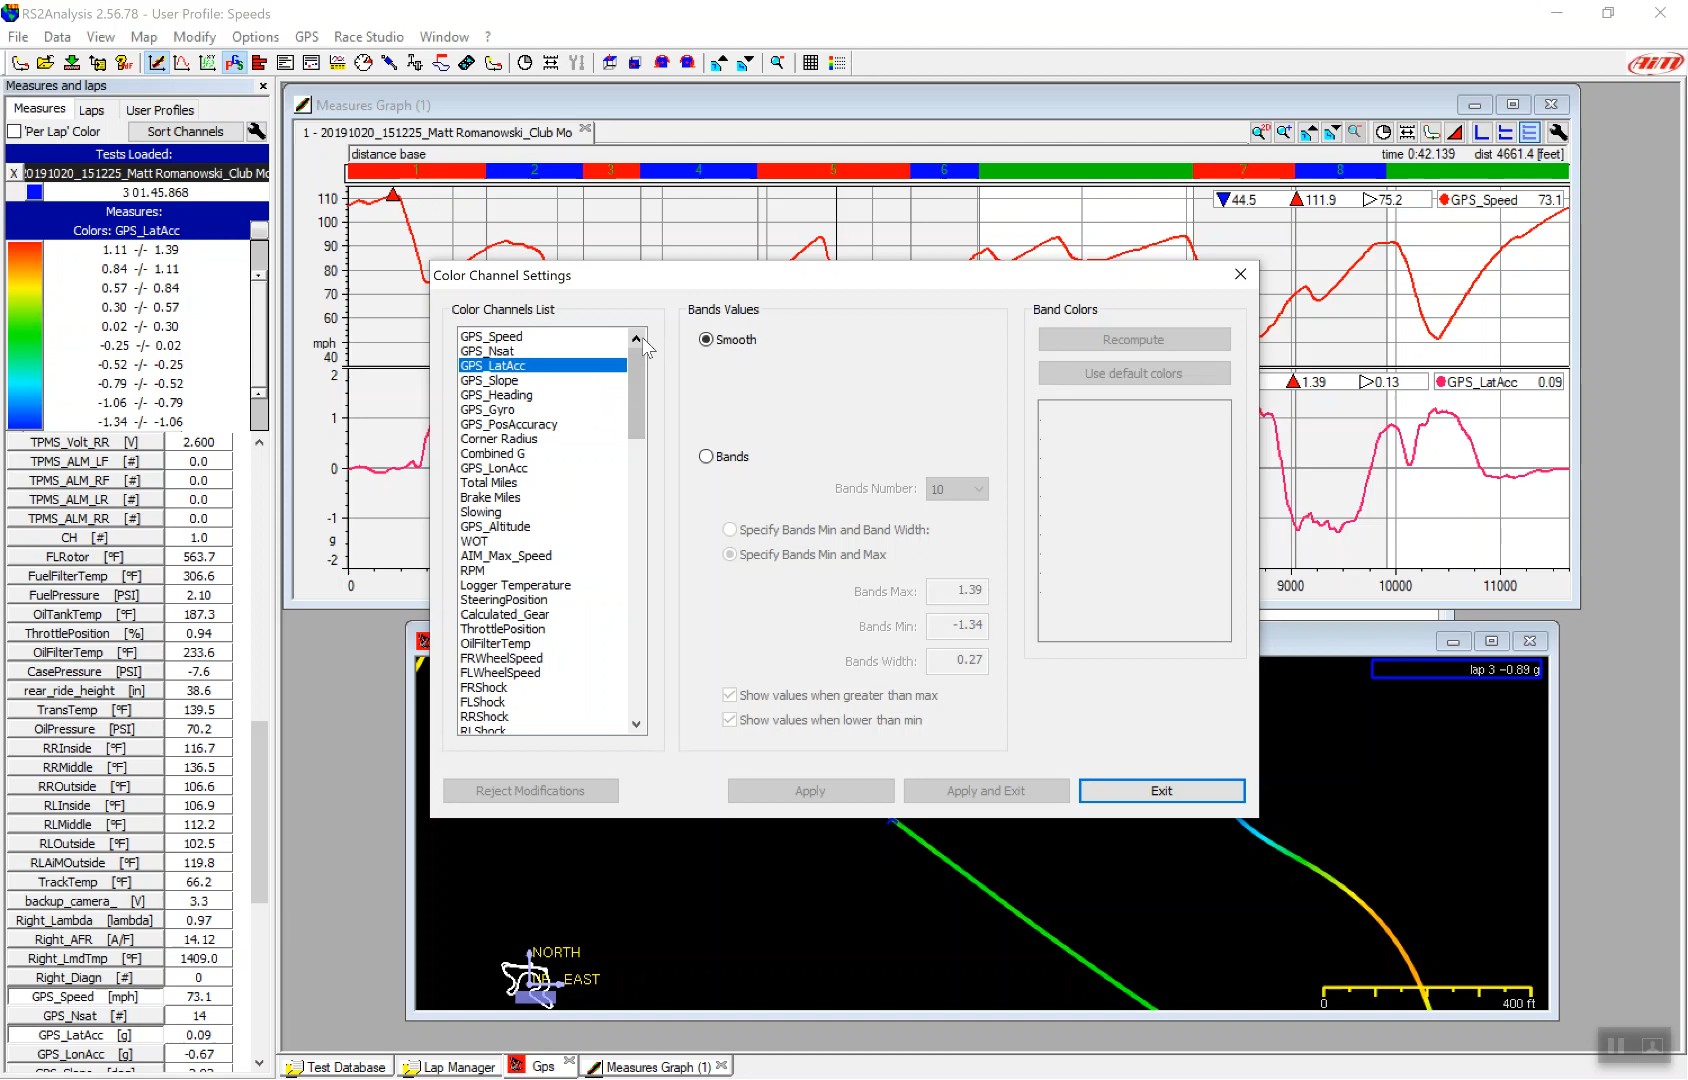 RS2Analysis 2.56.78 - User Profile: Speeds
File Data View Map Modify Options GPS Race Studio Window ?
AiM
Measures and laps
Measures Laps User Profiles
'Per Lap' Color Sort Channels
Tests Loaded:
X 20191020_151225_Matt Romanowski_Club Mo
3 01.45.868
Measures:
Colors: GPS_LatAcc
1.11 -/- 1.39
0.84 -/- 1.11
0.57 -/- 0.84
0.30 -/- 0.57
0.02 -/- 0.30
-0.25 -/- 0.02
-0.52 -/- -0.25
-0.79 -/- -0.52
-1.06 -/- -0.79
-1.34 -/- -1.06
TPMS_Volt_RR [V] 2.600
TPMS_ALM_LF [#] 0.0
TPMS_ALM_RF [#] 0.0
TPMS_ALM_LR [#] 0.0
TPMS_ALM_RR [#] 0.0
CH [#] 1.0
FLRotor [°F] 563.7
FuelFilterTemp [°F] 306.6
FuelPressure [PSI] 2.10
OilTankTemp [°F] 187.3
ThrottlePosition [%] 0.94
OilFilterTemp [°F] 233.6
CasePressure [PSI] -7.6
rear_ride_height [in] 38.6
TransTemp [°F] 139.5
OilPressure [PSI] 70.2
RRInside [°F] 116.7
RRMiddle [°F] 136.5
RROutside [°F] 106.6
RLInside [°F] 106.9
RLMiddle [°F] 112.2
RLOutside [°F] 102.5
RLAiMOutside [°F] 119.8
TrackTemp [°F] 66.2
backup_camera_ [V] 3.3
Right_Lambda [lambda] 0.97
Right_AFR [A/F] 14.12
Right_LmdTmp [°F] 1409.0
Right_Diagn [#] 0
GPS_Speed [mph] 73.1
GPS_Nsat [#] 14
GPS_LatAcc [g] 0.09
GPS_LonAcc [g] -0.67
Measures Graph (1)
1 - 20191020_151225_Matt Romanowski_Club Mo
distance base time 0:42.139 dist 4661.4 [feet]
1 2 3 4 5 6 7 8
44.5 111.9 75.2 GPS_Speed 73.1
110
100
90
80
70
60
mph
40
2
1
0
-1
g
-2
1.39 0.13 GPS_LatAcc 0.09
0 9000 10000 11000
Color Channel Settings
Color Channels List
GPS_Speed
GPS_Nsat
GPS_LatAcc
GPS_Slope
GPS_Heading
GPS_Gyro
GPS_PosAccuracy
Corner Radius
Combined G
GPS_LonAcc
Total Miles
Brake Miles
Slowing
GPS_Altitude
WOT
AIM_Max_Speed
RPM
Logger Temperature
SteeringPosition
Calculated_Gear
ThrottlePosition
OilFilterTemp
FRWheelSpeed
FLWheelSpeed
FRShock
FLShock
RRShock
RLShock
Bands Values
Smooth
Bands
Bands Number: 10
Specify Bands Min and Band Width:
Specify Bands Min and Max
Bands Max: 1.39
Bands Min: -1.34
Bands Width: 0.27
Show values when greater than max
Show values when lower than min
Band Colors
Recompute
Use default colors
Reject Modifications Apply Apply and Exit Exit
lap 3 -0.89 g
NORTH
EAST
0 400 ft
Test Database Lap Manager Gps Measures Graph (1)